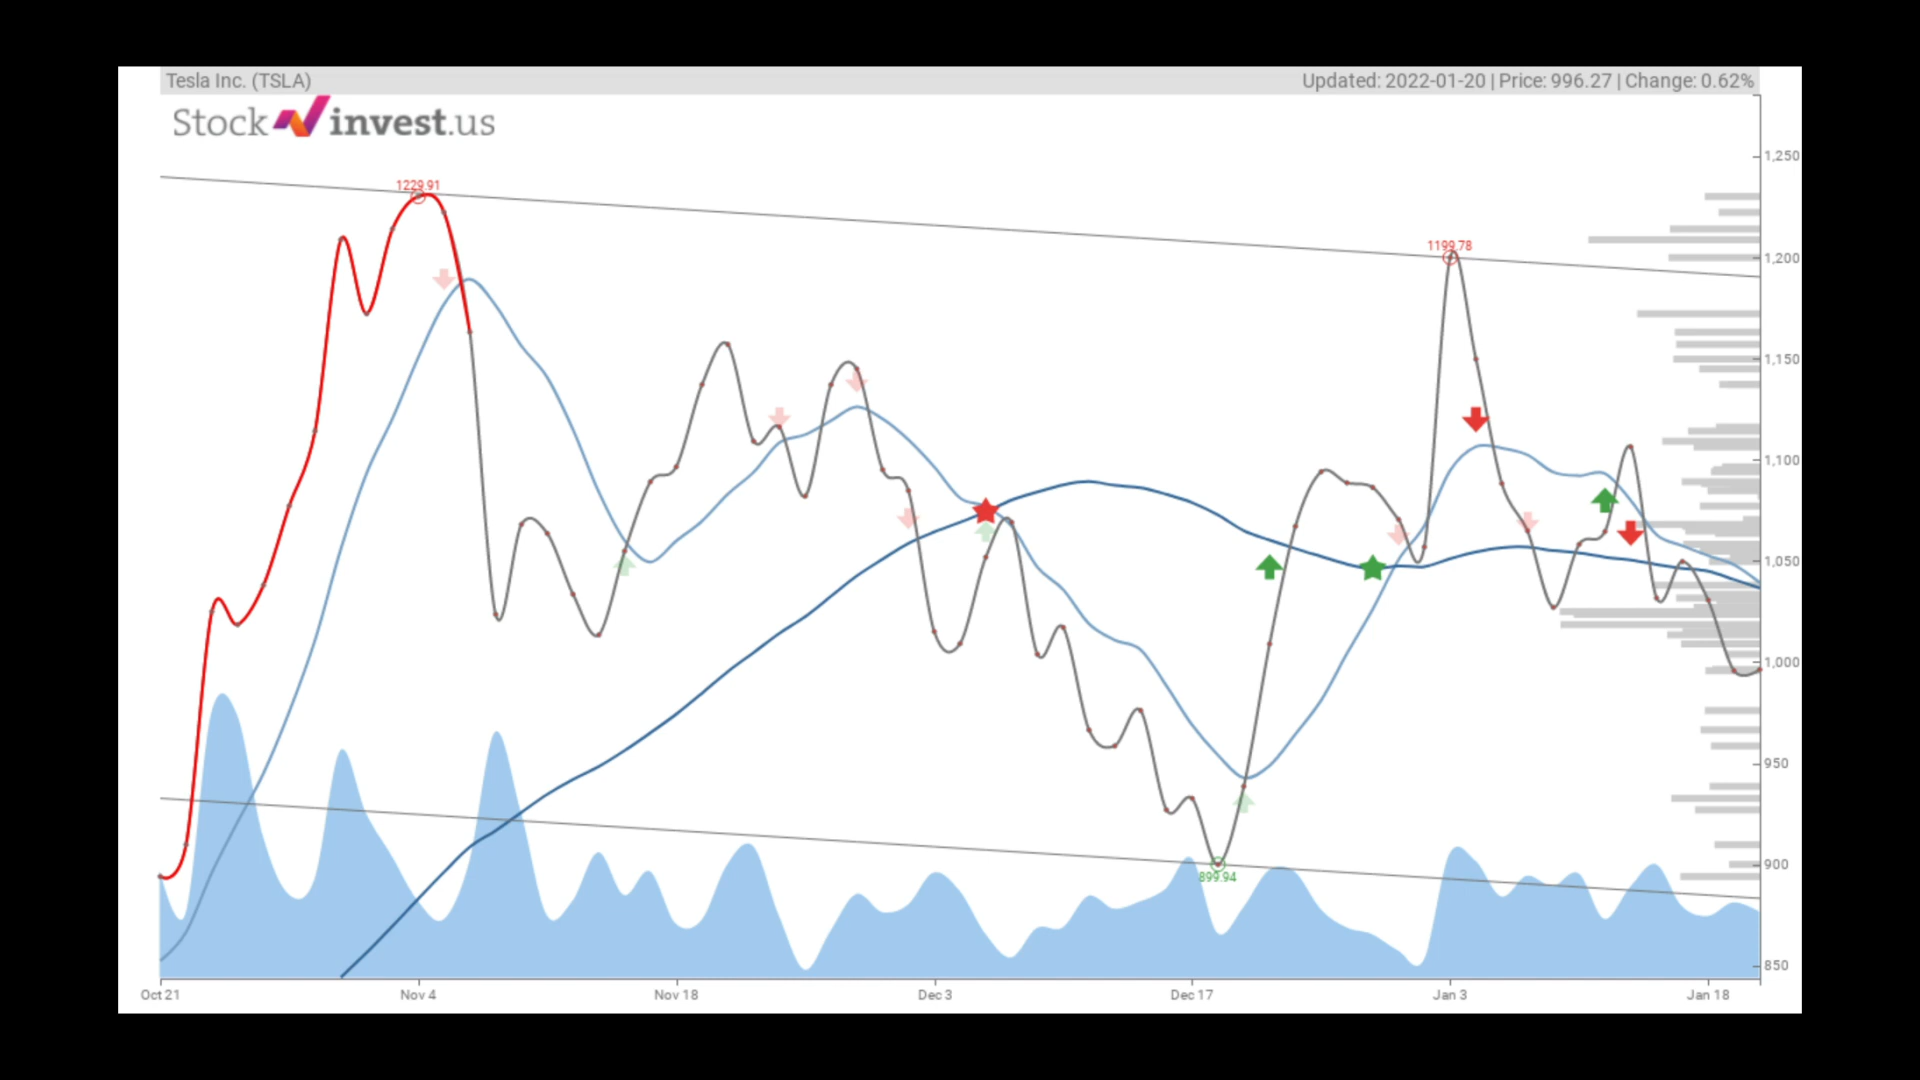 Tesla Inc. (TSLA)
Updated: 2022-01-20 | Price: 996.27 | Change: 0.62%
Stock invest.us
1,250
1229.91
1199.78
1,200
1,150
1,100
1,050
1,000
950
900
899.94
850
Oct 21
Nov 4
Nov 18
Dec 3
Dec 17
Jan 3
Jan 18